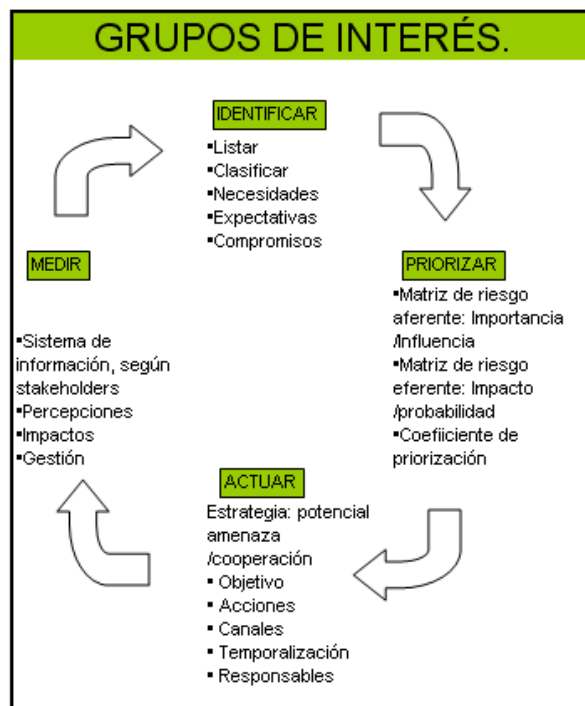 GRUPOS DE INTERÉS.
IDENTIFICAR
▪Listar
▪Clasificar
▪Necesidades
▪Expectativas
▪Compromisos
PRIORIZAR
▪Matriz de riesgo
aferente: Importancia
/Influencia
▪Matriz de riesgo
eferente: Impacto
/probabilidad
▪Coefiiciente de
priorización
ACTUAR
Estrategia: potencial
amenaza
/cooperación
▪ Objetivo
▪ Acciones
▪ Canales
▪ Temporalización
▪ Responsables
MEDIR
▪Sistema de
información, según
stakeholders
▪Percepciones
▪Impactos
▪Gestión